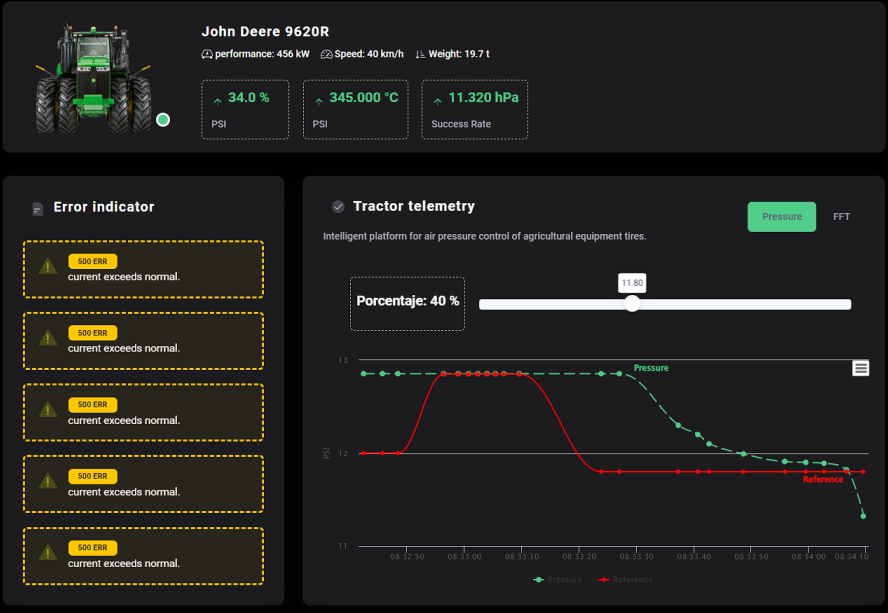 John Deere 9620R
performance: 456 kW Speed: 40 km/h Weight: 19.7 t
34.0 % 345.000 °C 11.320 hPa
PSI PSI Success Rate
Error indicator
500 ERR
current exceeds normal.
500 ERR
current exceeds normal.
500 ERR
current exceeds normal.
500 ERR
current exceeds normal.
500 ERR
current exceeds normal.
Tractor telemetry
Pressure FFT
Intelligent platform for air pressure control of agricultural equipment tires.
11.80
Porcentaje: 40 %
13
Pressure
12
PSI
Reference
11
08:32:50 08:33:00 08:33:10 08:33:20 08:33:30 08:33:40 08:33:50 08:34:00 08:34:10
Pressure Reference